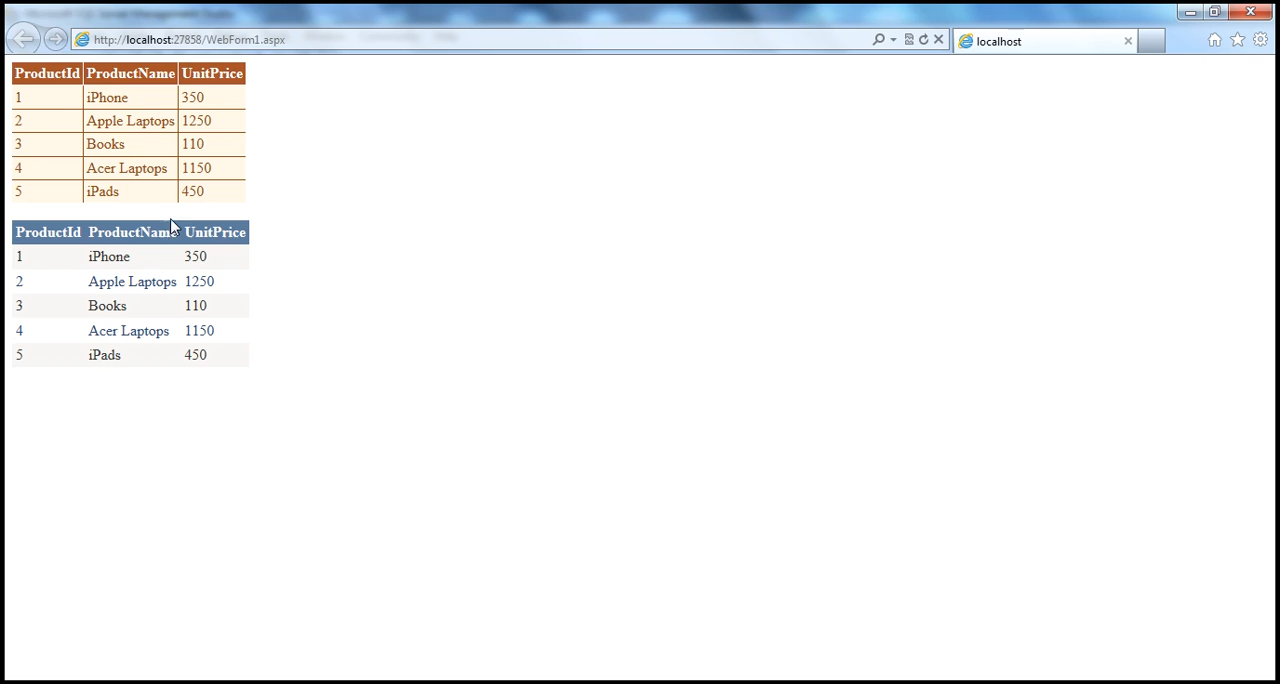 http://localhost:27858/WebForm1.aspx
localhost
ProductId ProductName UnitPrice
1 iPhone 350
2 Apple Laptops 1250
3 Books 110
4 Acer Laptops 1150
5 iPads 450
ProductId ProductName UnitPrice
1 iPhone 350
2 Apple Laptops 1250
3 Books 110
4 Acer Laptops 1150
5 iPads 450